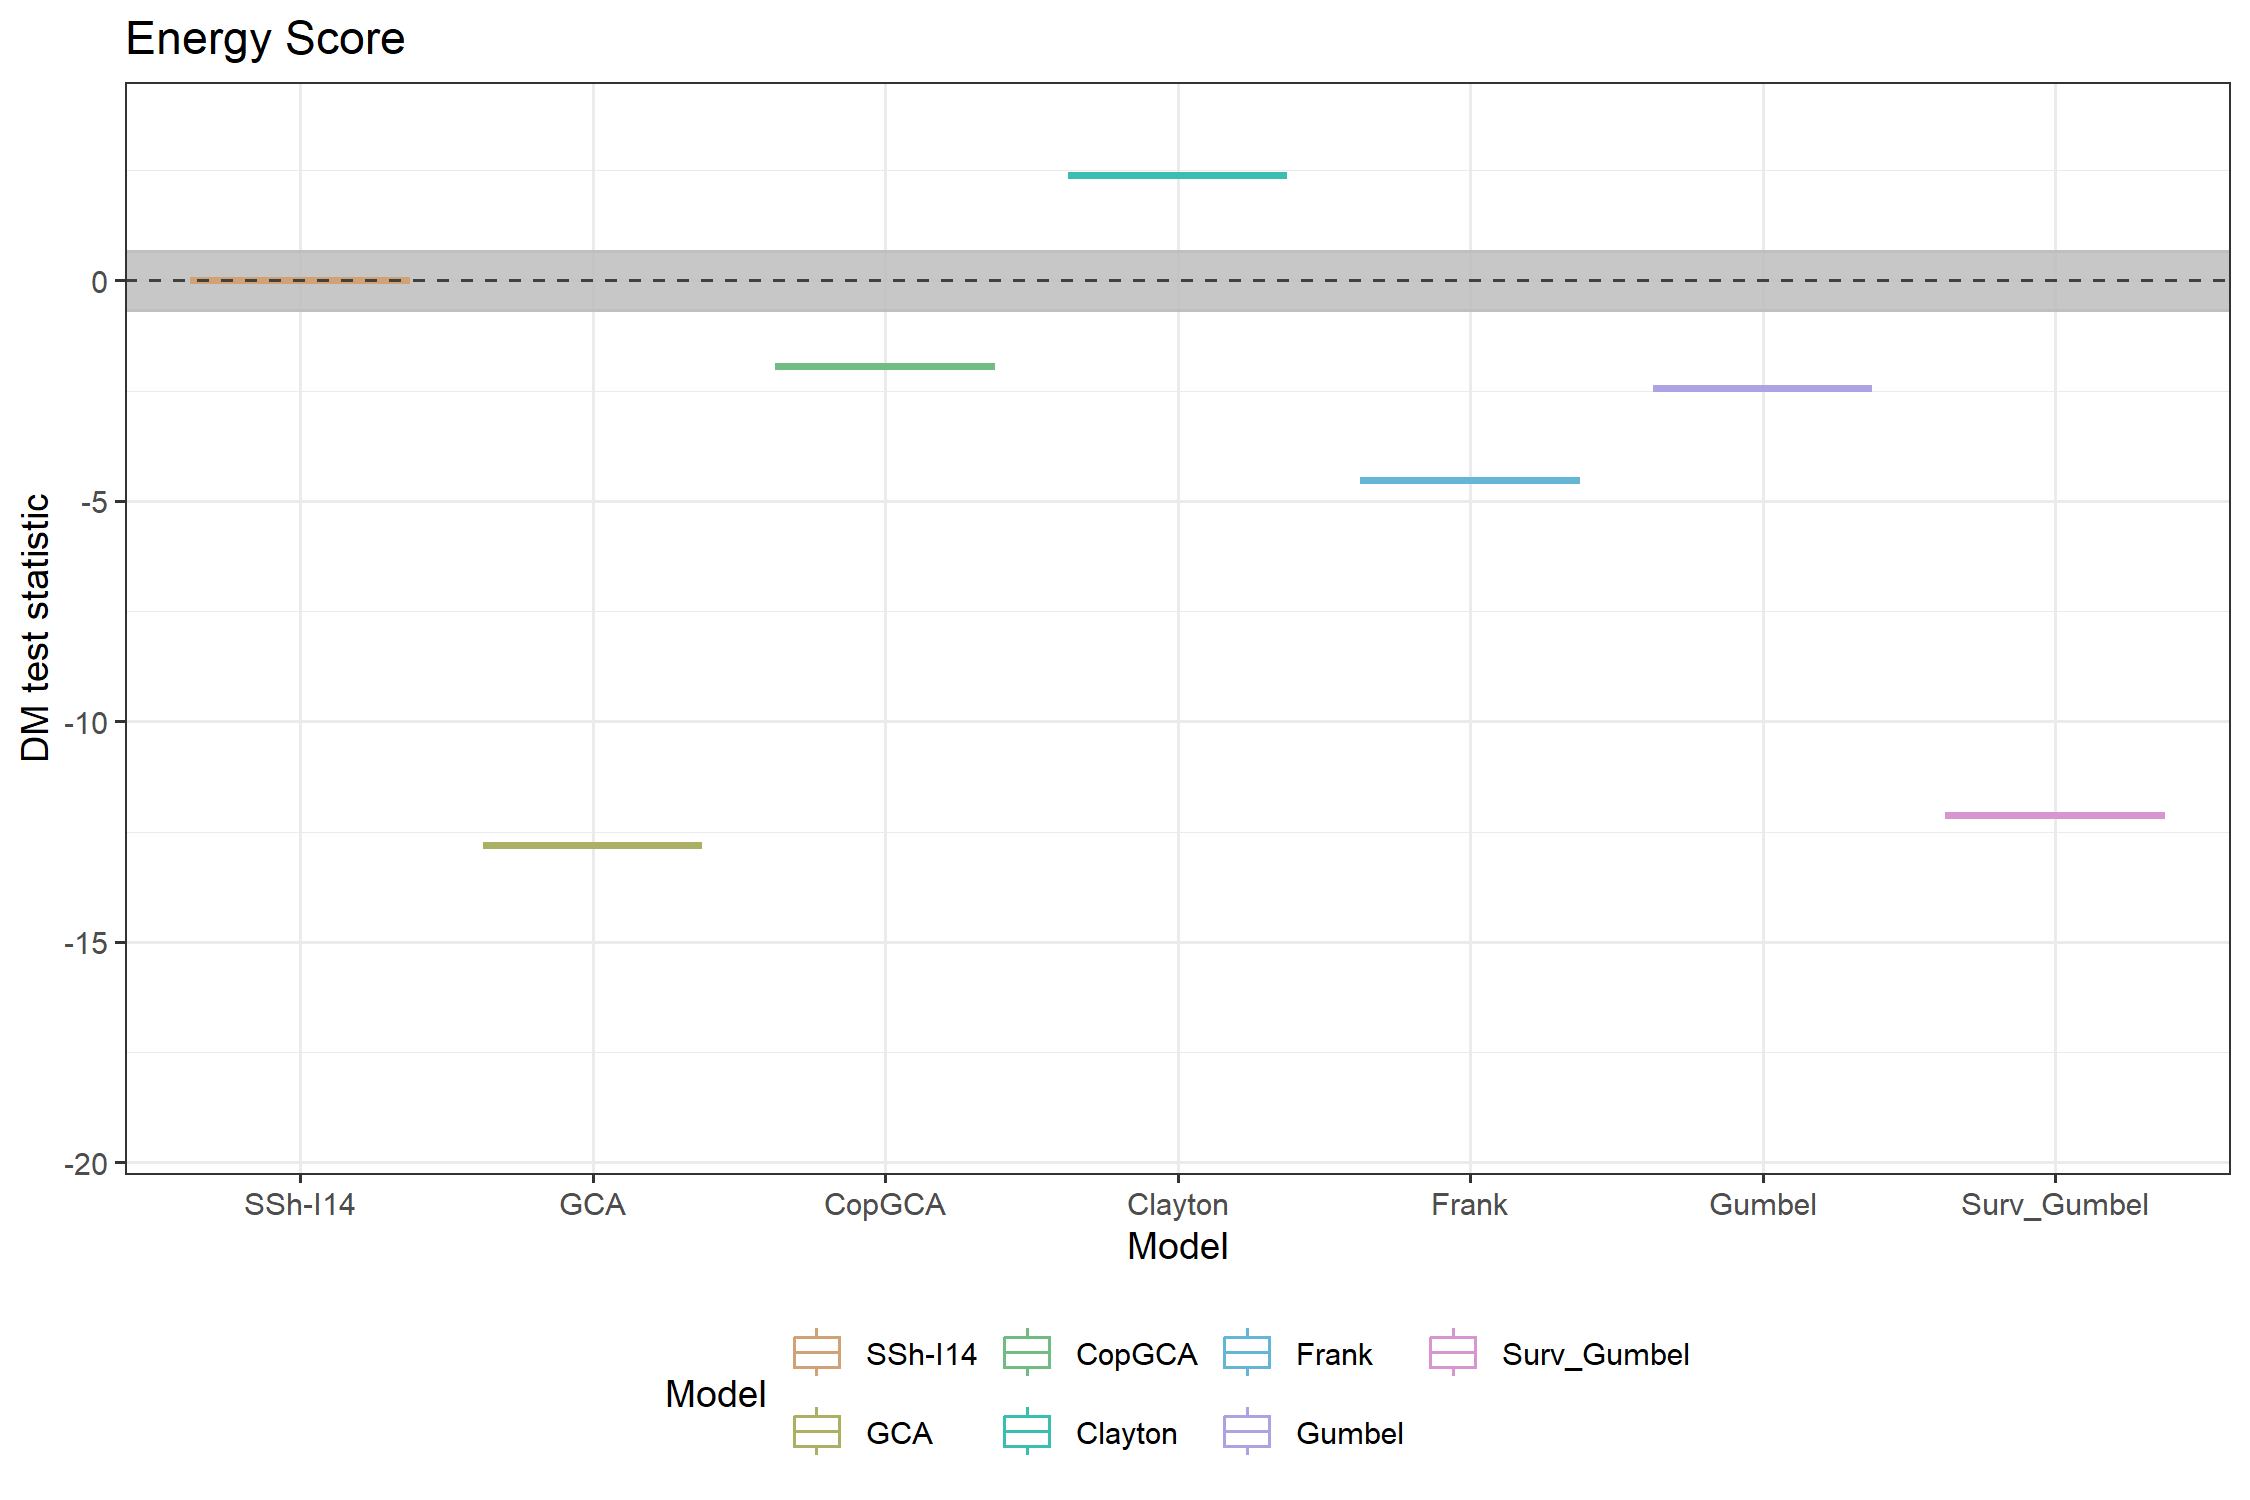 Energy Score
DM test statistic
0
-5
-10
-15
-20
SSh-I14 GCA CopGCA Clayton Frank Gumbel Surv_Gumbel
Model
Model
SSh-I14 CopGCA Frank Surv_Gumbel
GCA Clayton Gumbel